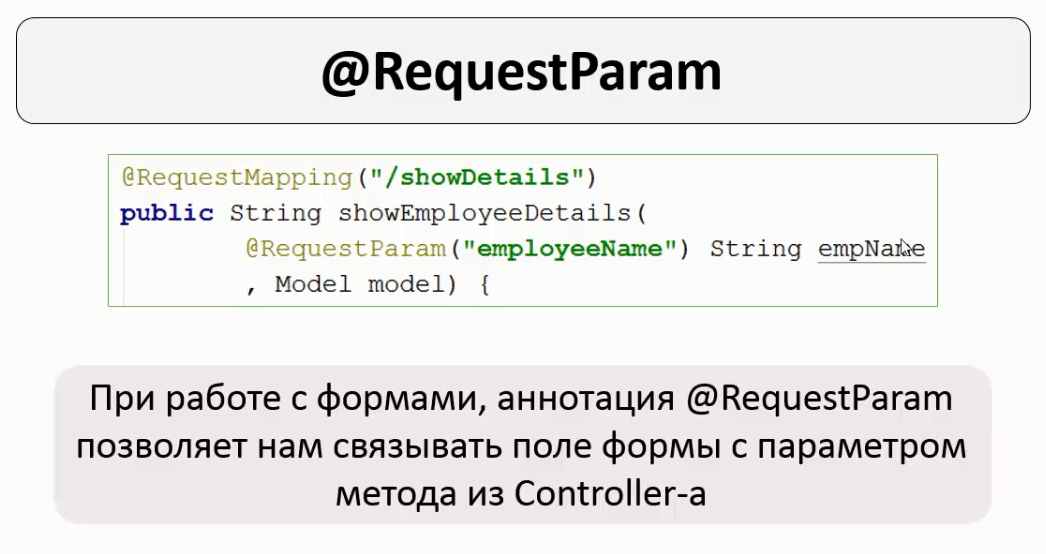 @RequestParam
@RequestMapping("/showDetails")
public String showEmployeeDetails(
@RequestParam("employeeName") String empName
, Model model) {
При работе с формами, аннотация @RequestParam
позволяет нам связывать поле формы с параметром
метода из Controller-а